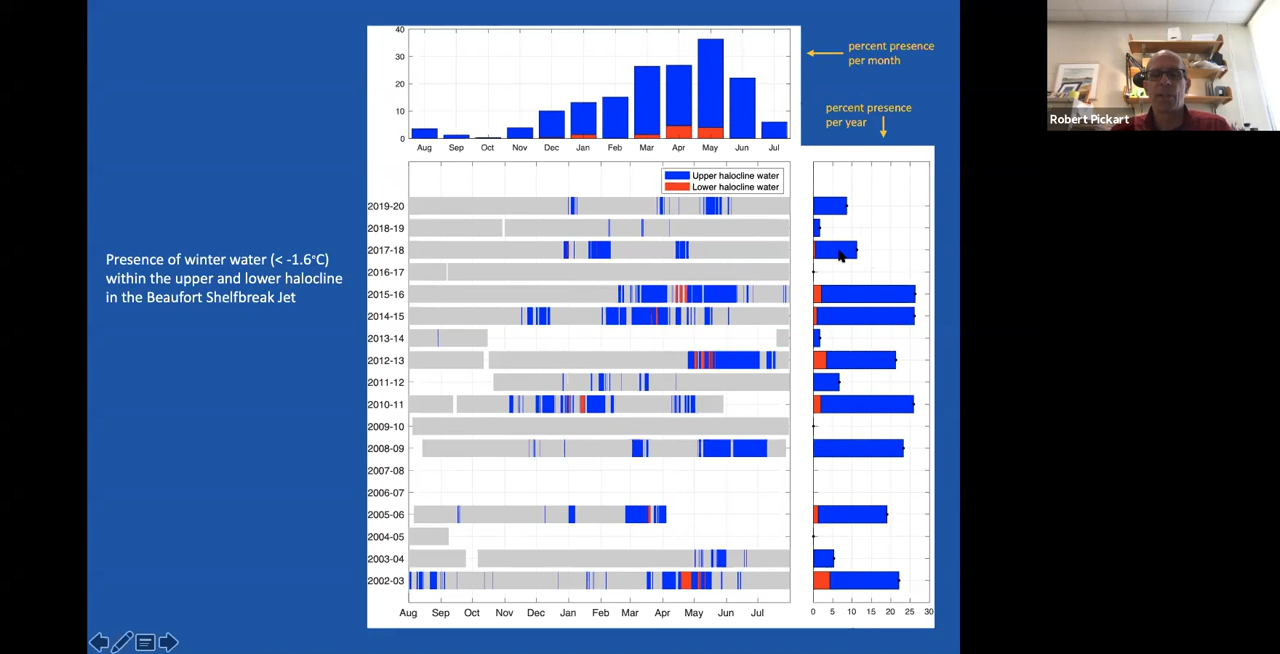 40
30
20
10
0
Aug Sep Oct Nov Dec Jan Feb Mar Apr May Jun Jul
percent presence
per month
percent presence
per year
Robert Pickart
Presence of winter water (< -1.6°C)
within the upper and lower halocline
in the Beaufort Shelfbreak Jet
Upper halocline water
Lower halocline water
2019-20
2018-19
2017-18
2016-17
2015-16
2014-15
2013-14
2012-13
2011-12
2010-11
2009-10
2008-09
2007-08
2006-07
2005-06
2004-05
2003-04
2002-03
Aug Sep Oct Nov Dec Jan Feb Mar Apr May Jun Jul
0 5 10 15 20 25 30